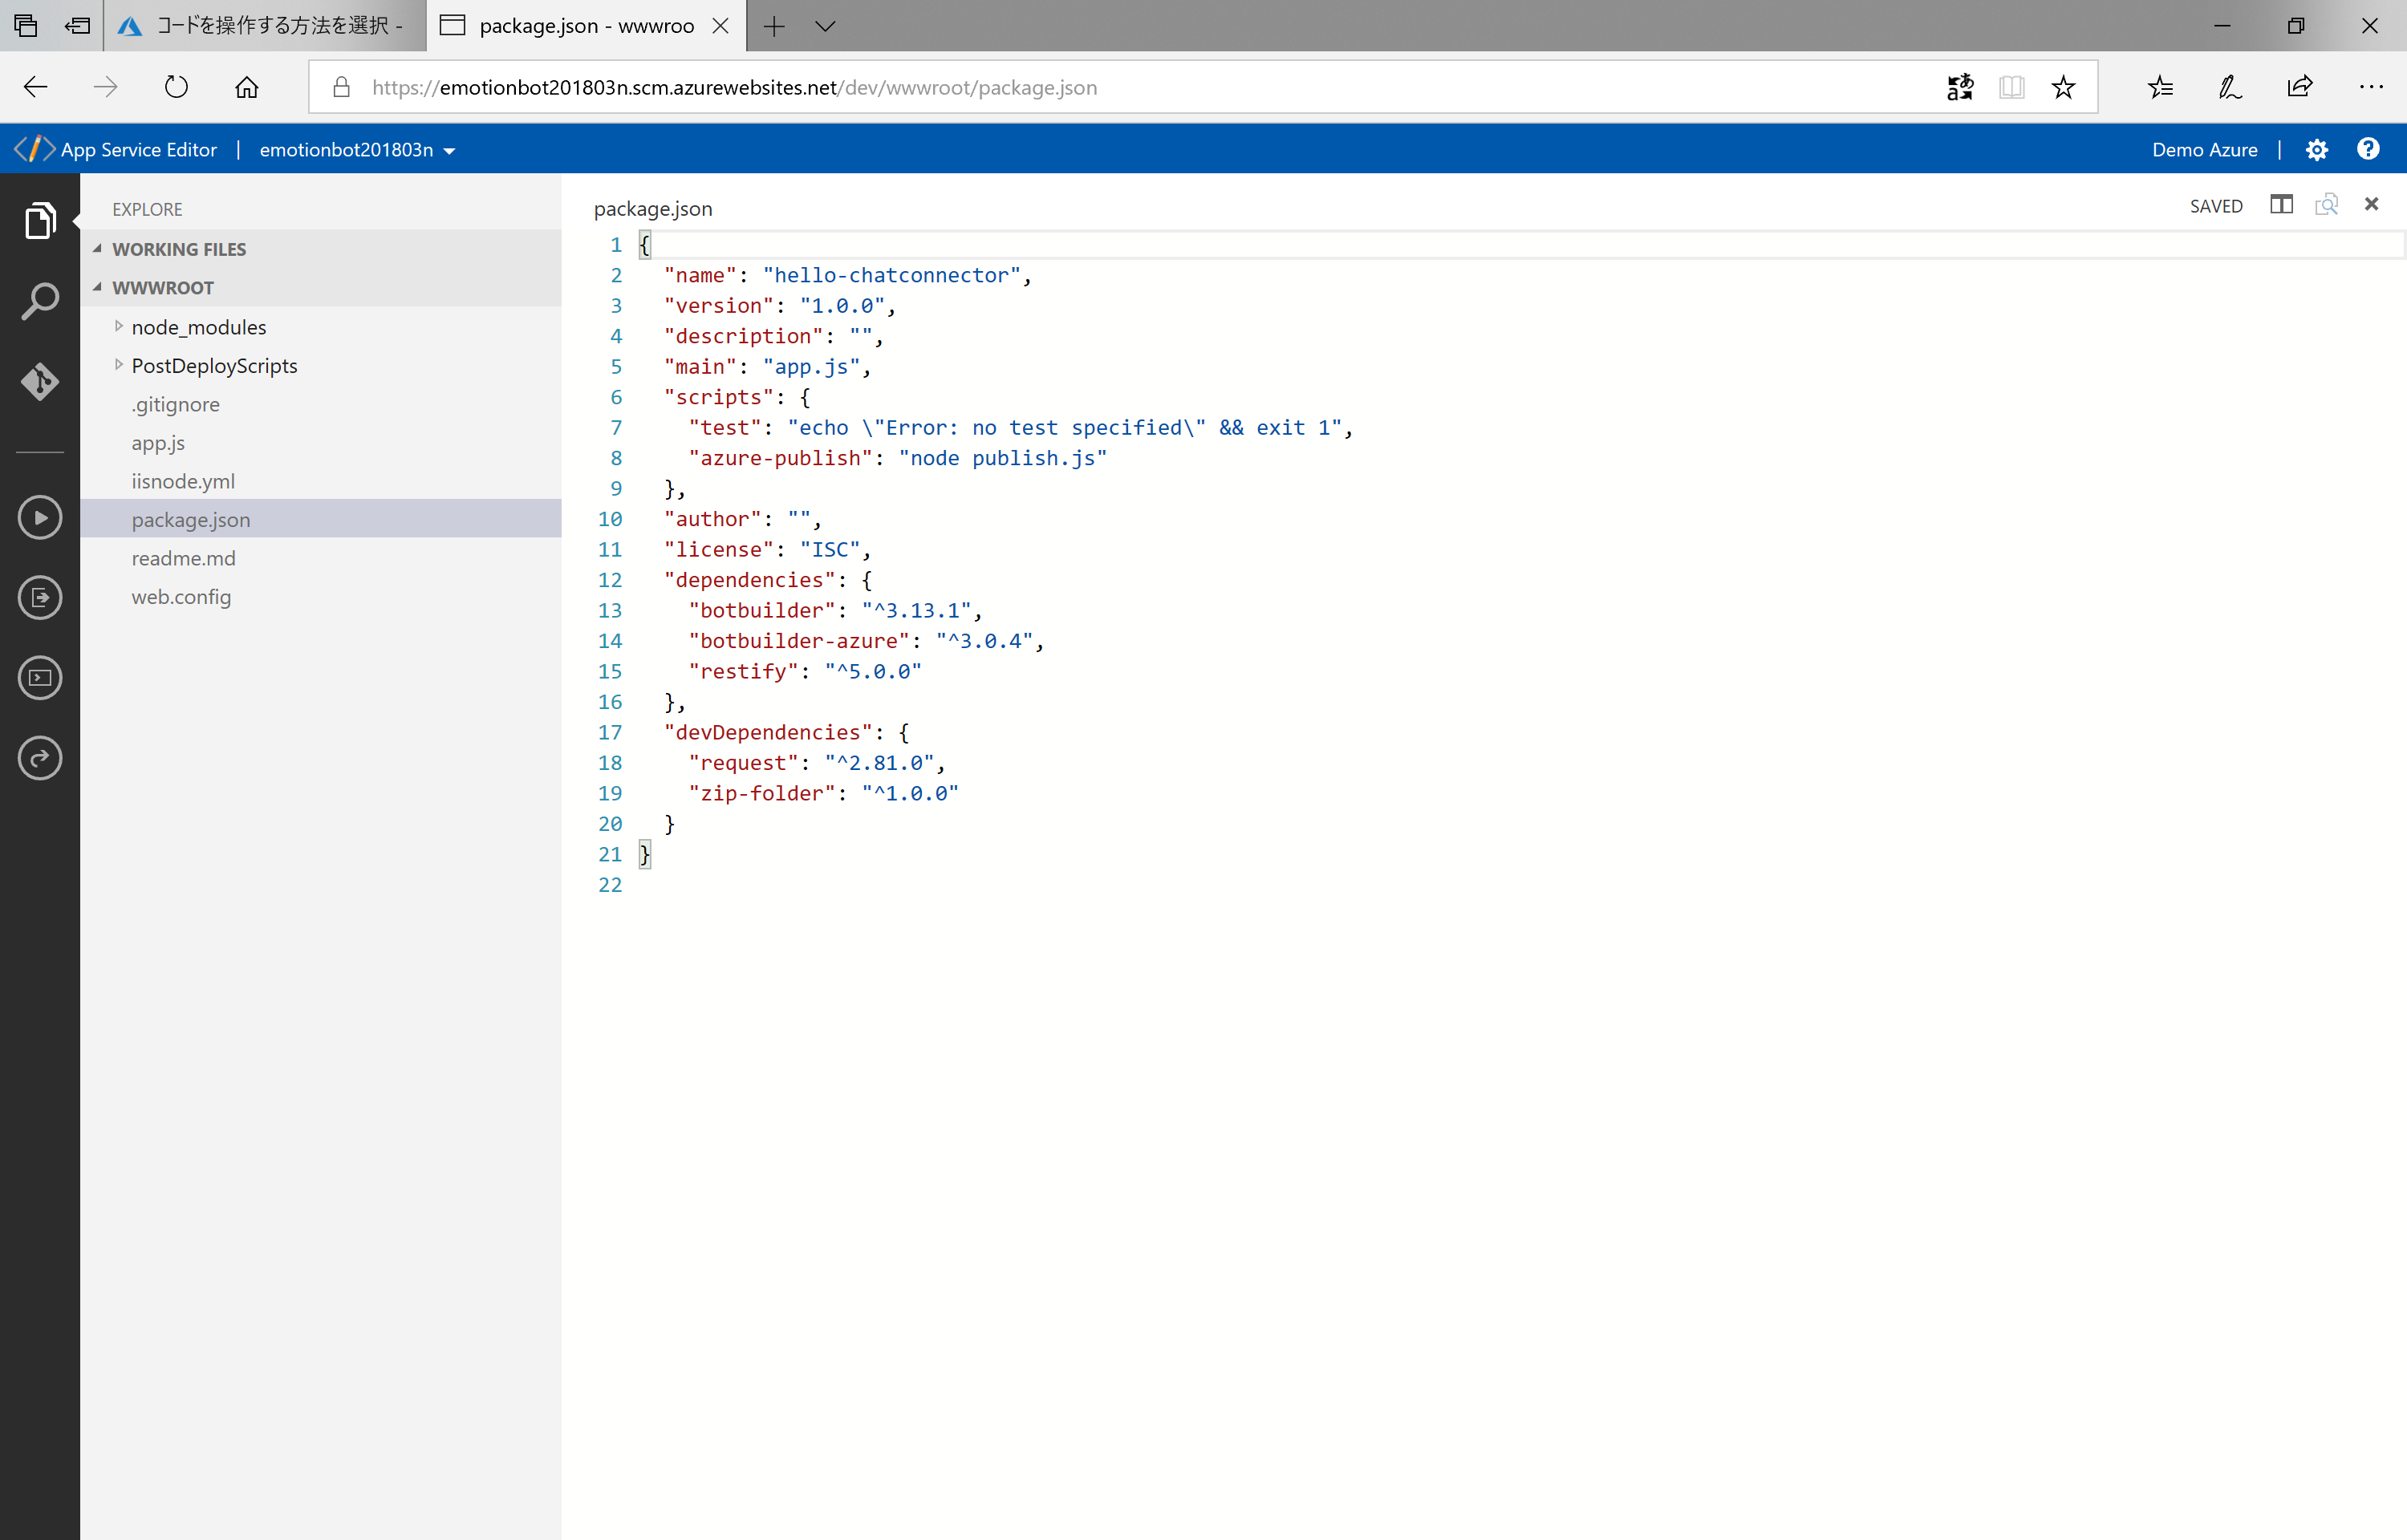 コードを操作する方法を選択 -
package.json - wwwroo
https://emotionbot201803n.scm.azurewebsites.net/dev/wwwroot/package.json
App Service Editor | emotionbot201803n
Demo Azure |
EXPLORE
WORKING FILES
WWWROOT
node_modules
PostDeployScripts
.gitignore
app.js
iisnode.yml
package.json
readme.md
web.config
package.json
SAVED
1 {
2 "name": "hello-chatconnector",
3 "version": "1.0.0",
4 "description": "",
5 "main": "app.js",
6 "scripts": {
7 "test": "echo \"Error: no test specified\" && exit 1",
8 "azure-publish": "node publish.js"
9 },
10 "author": "",
11 "license": "ISC",
12 "dependencies": {
13 "botbuilder": "^3.13.1",
14 "botbuilder-azure": "^3.0.4",
15 "restify": "^5.0.0"
16 },
17 "devDependencies": {
18 "request": "^2.81.0",
19 "zip-folder": "^1.0.0"
20 }
21 }
22